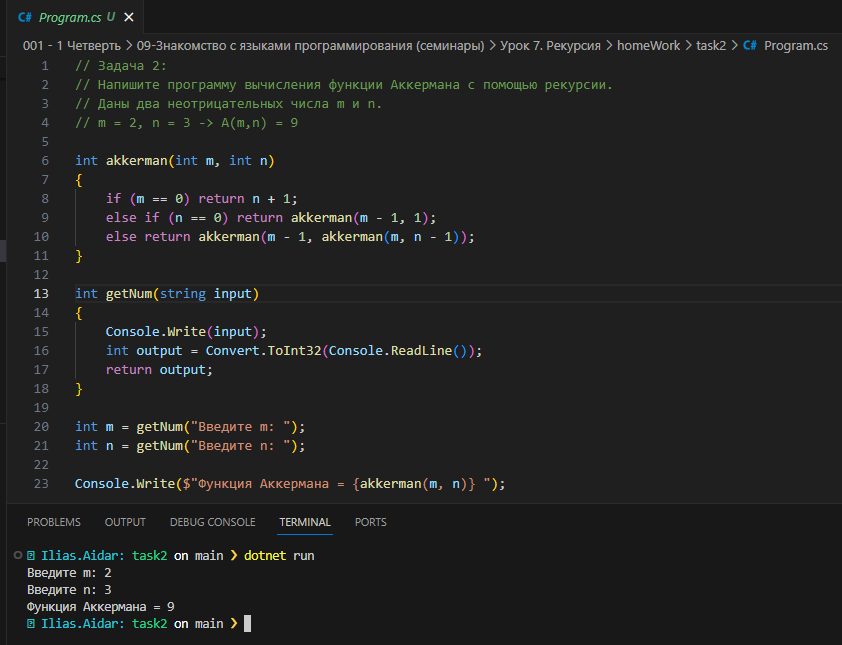 C# Program.cs U ✕
001 - 1 Четверть > 09-Знакомство с языками программирования (семинары) > Урок 7. Рекурсия > homeWork > task2 > C# Program.cs
1 // Задача 2:
2 // Напишите программу вычисления функции Аккермана с помощью рекурсии.
3 // Даны два неотрицательных числа m и n.
4 // m = 2, n = 3 -> A(m,n) = 9
5
6 int akkerman(int m, int n)
7 {
8     if (m == 0) return n + 1;
9     else if (n == 0) return akkerman(m - 1, 1);
10     else return akkerman(m - 1, akkerman(m, n - 1));
11 }
12
13 int getNum(string input)
14 {
15     Console.Write(input);
16     int output = Convert.ToInt32(Console.ReadLine());
17     return output;
18 }
19
20 int m = getNum("Введите m: ");
21 int n = getNum("Введите n: ");
22
23 Console.Write($"Функция Аккермана = {akkerman(m, n)} ");
PROBLEMS OUTPUT DEBUG CONSOLE TERMINAL PORTS
Ilias.Aidar: task2 on main ❯ dotnet run
Введите m: 2
Введите n: 3
Функция Аккермана = 9
Ilias.Aidar: task2 on main ❯